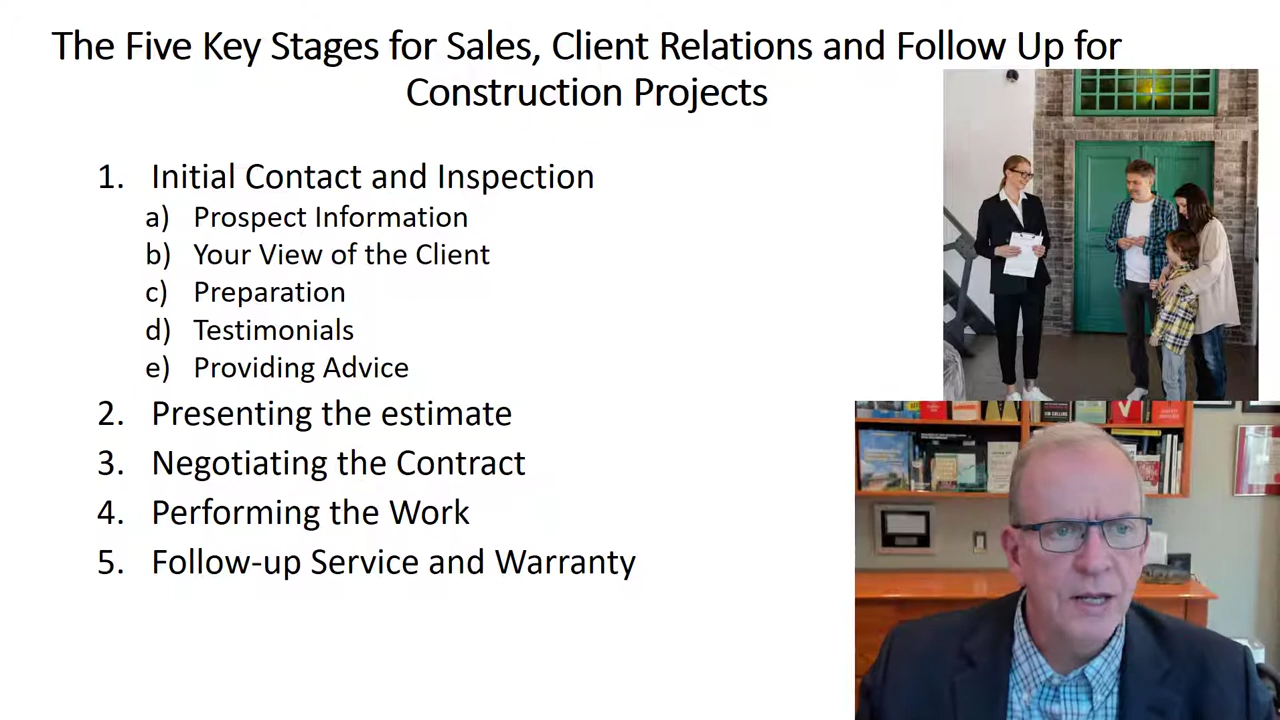 The Five Key Stages for Sales, Client Relations and Follow Up for
Construction Projects
1. Initial Contact and Inspection
a) Prospect Information
b) Your View of the Client
c) Preparation
d) Testimonials
e) Providing Advice
2. Presenting the estimate
3. Negotiating the Contract
4. Performing the Work
5. Follow-up Service and Warranty